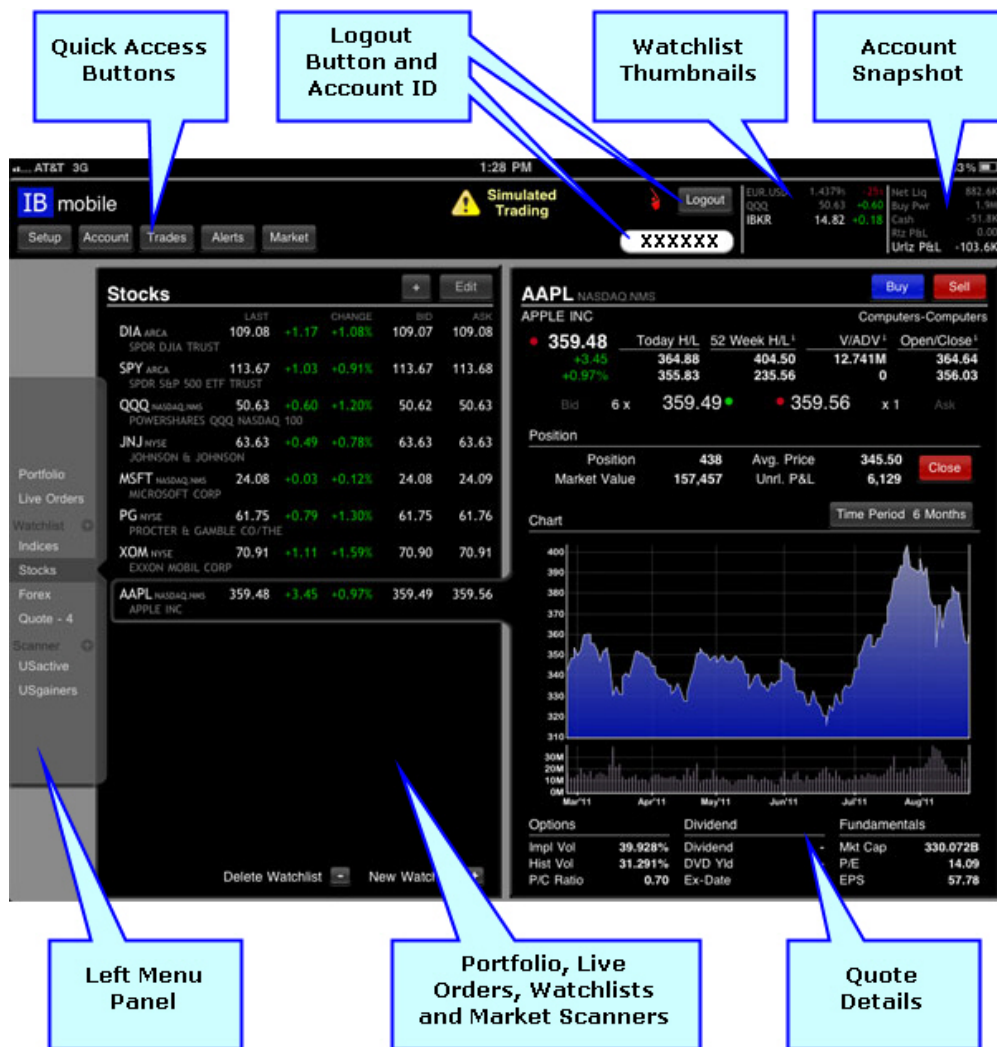 Quick Access
Buttons
Logout
Button and
Account ID
Watchlist
Thumbnails
Account
Snapshot
AT&T 3G
1:28 PM
3%
IB mobile
Simulated
Trading
Logout
XXXXXX
Setup Account Trades Alerts Market
EUR.USD 1.4379s -25s
QQQ 50.63 +0.60
IBKR 14.82 +0.18
Net Liq 882.6K
Buy Pwr 1.9M
Cash -51.8K
Rlz P&L 0.00
Urlz P&L -103.6K
Portfolio
Live Orders
Watchlist
Indices
Stocks
Forex
Quote - 4
Scanner
USactive
USgainers
Stocks + Edit
LAST CHANGE BID ASK
DIA ARCA 109.08 +1.17 +1.08% 109.07 109.08
SPDR DJIA TRUST
SPY ARCA 113.67 +1.03 +0.91% 113.67 113.68
SPDR S&P 500 ETF TRUST
QQQ NASDAQ.NMS 50.63 +0.60 +1.20% 50.62 50.63
POWERSHARES QQQ NASDAQ 100
JNJ NYSE 63.63 +0.49 +0.78% 63.63 63.63
JOHNSON & JOHNSON
MSFT NASDAQ.NMS 24.08 +0.03 +0.12% 24.08 24.09
MICROSOFT CORP
PG NYSE 61.75 +0.79 +1.30% 61.75 61.76
PROCTER & GAMBLE CO/THE
XOM NYSE 70.91 +1.11 +1.59% 70.90 70.91
EXXON MOBIL CORP
AAPL NASDAQ.NMS 359.48 +3.45 +0.97% 359.49 359.56
APPLE INC
Delete Watchlist - New Watc
AAPL NASDAQ.NMS Buy Sell
APPLE INC Computers-Computers
359.48 Today H/L 52 Week H/L V/ADV Open/Close
+3.45 364.88 404.50 12.741M 364.64
+0.97% 355.83 235.56 0 356.03
Bid 6 x 359.49 359.56 x 1 Ask
Position
Position 438 Avg. Price 345.50
Market Value 157,457 Unrl. P&L 6,129
Close
Chart Time Period 6 Months
400
390
380
370
360
350
340
330
320
310
30M
20M
10M
0M
Mar'11 Apr'11 May'11 Jun'11 Jul'11 Aug'11
Options Dividend Fundamentals
Impl Vol 39.928% Dividend - Mkt Cap 330.072B
Hist Vol 31.291% DVD Yld P/E 14.09
P/C Ratio 0.70 Ex-Date EPS 57.78
Left Menu
Panel
Portfolio, Live
Orders, Watchlists
and Market Scanners
Quote
Details